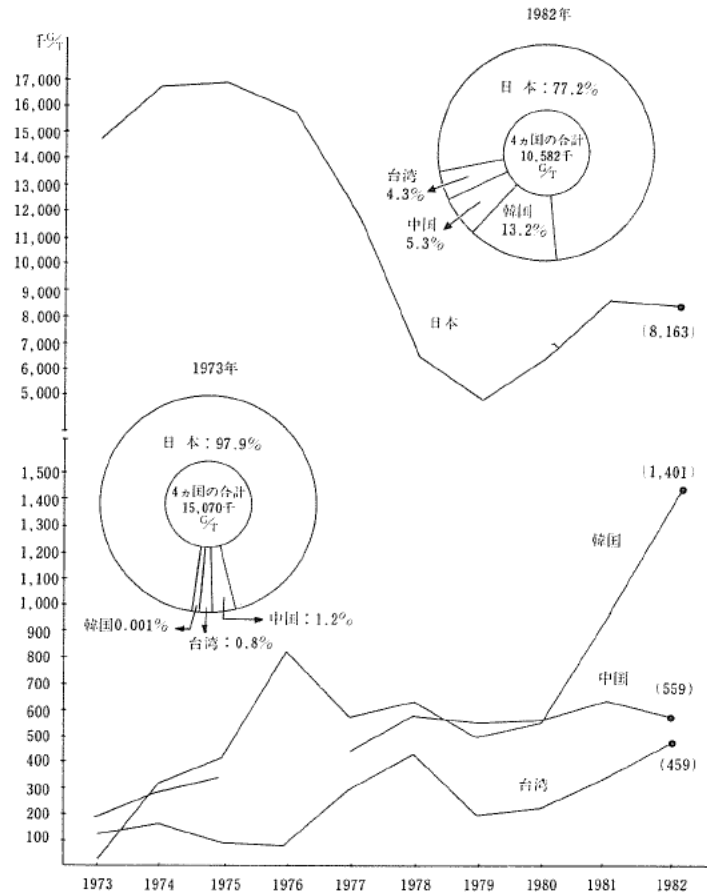 1982年
千G/T
17,000
16,000
15,000
14,000
13,000
12,000
11,000
10,000
9,000
8,000
7,000
6,000
5,000
日本:77.2%
4ヵ国の合計
10,582千
G/T
台湾
4.3%
中国
5.3%
韓国
13.2%
日本
(8,163)
1973年
日本:97.9%
4ヵ国の合計
15,070千
G/T
韓国0.001%
台湾:0.8%
中国:1.2%
1,500
1,400
1,300
1,200
1,100
1,000
900
800
700
600
500
400
300
200
100
(1,401)
韓国
中国
(559)
台湾
(459)
1973 1974 1975 1976 1977 1978 1979 1980 1981 1982